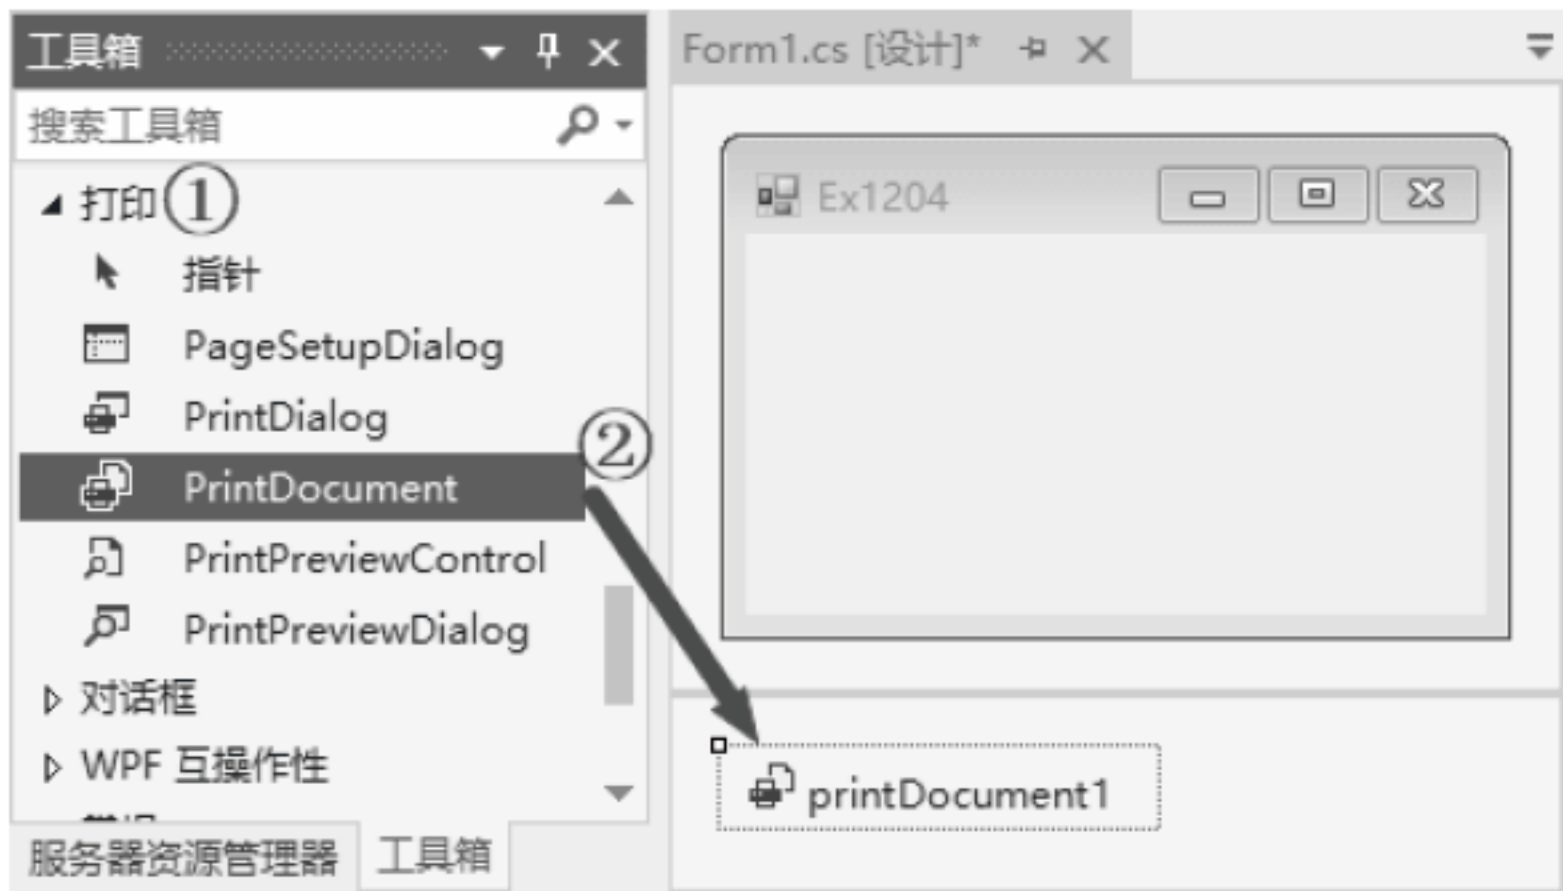 工具箱
搜索工具箱
打印①
指针
PageSetupDialog
PrintDialog
②
PrintDocument
PrintPreviewControl
PrintPreviewDialog
对话框
WPF 互操作性
服务器资源管理器 工具箱
Form1.cs [设计]*
Ex1204
printDocument1